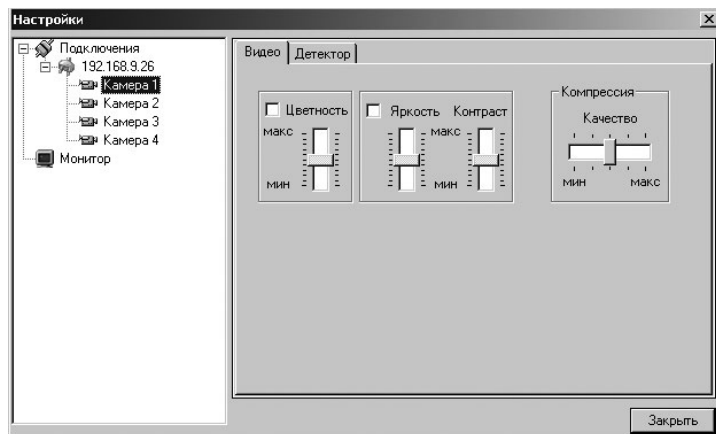 Настройки
Подключения
192.168.9.26
Камера 1
Камера 2
Камера 3
Камера 4
Монитор
Видео
Детектор
Цветность
макс
мин
Яркость
Контраст
макс
мин
Компрессия
Качество
мин
макс
Закрыть